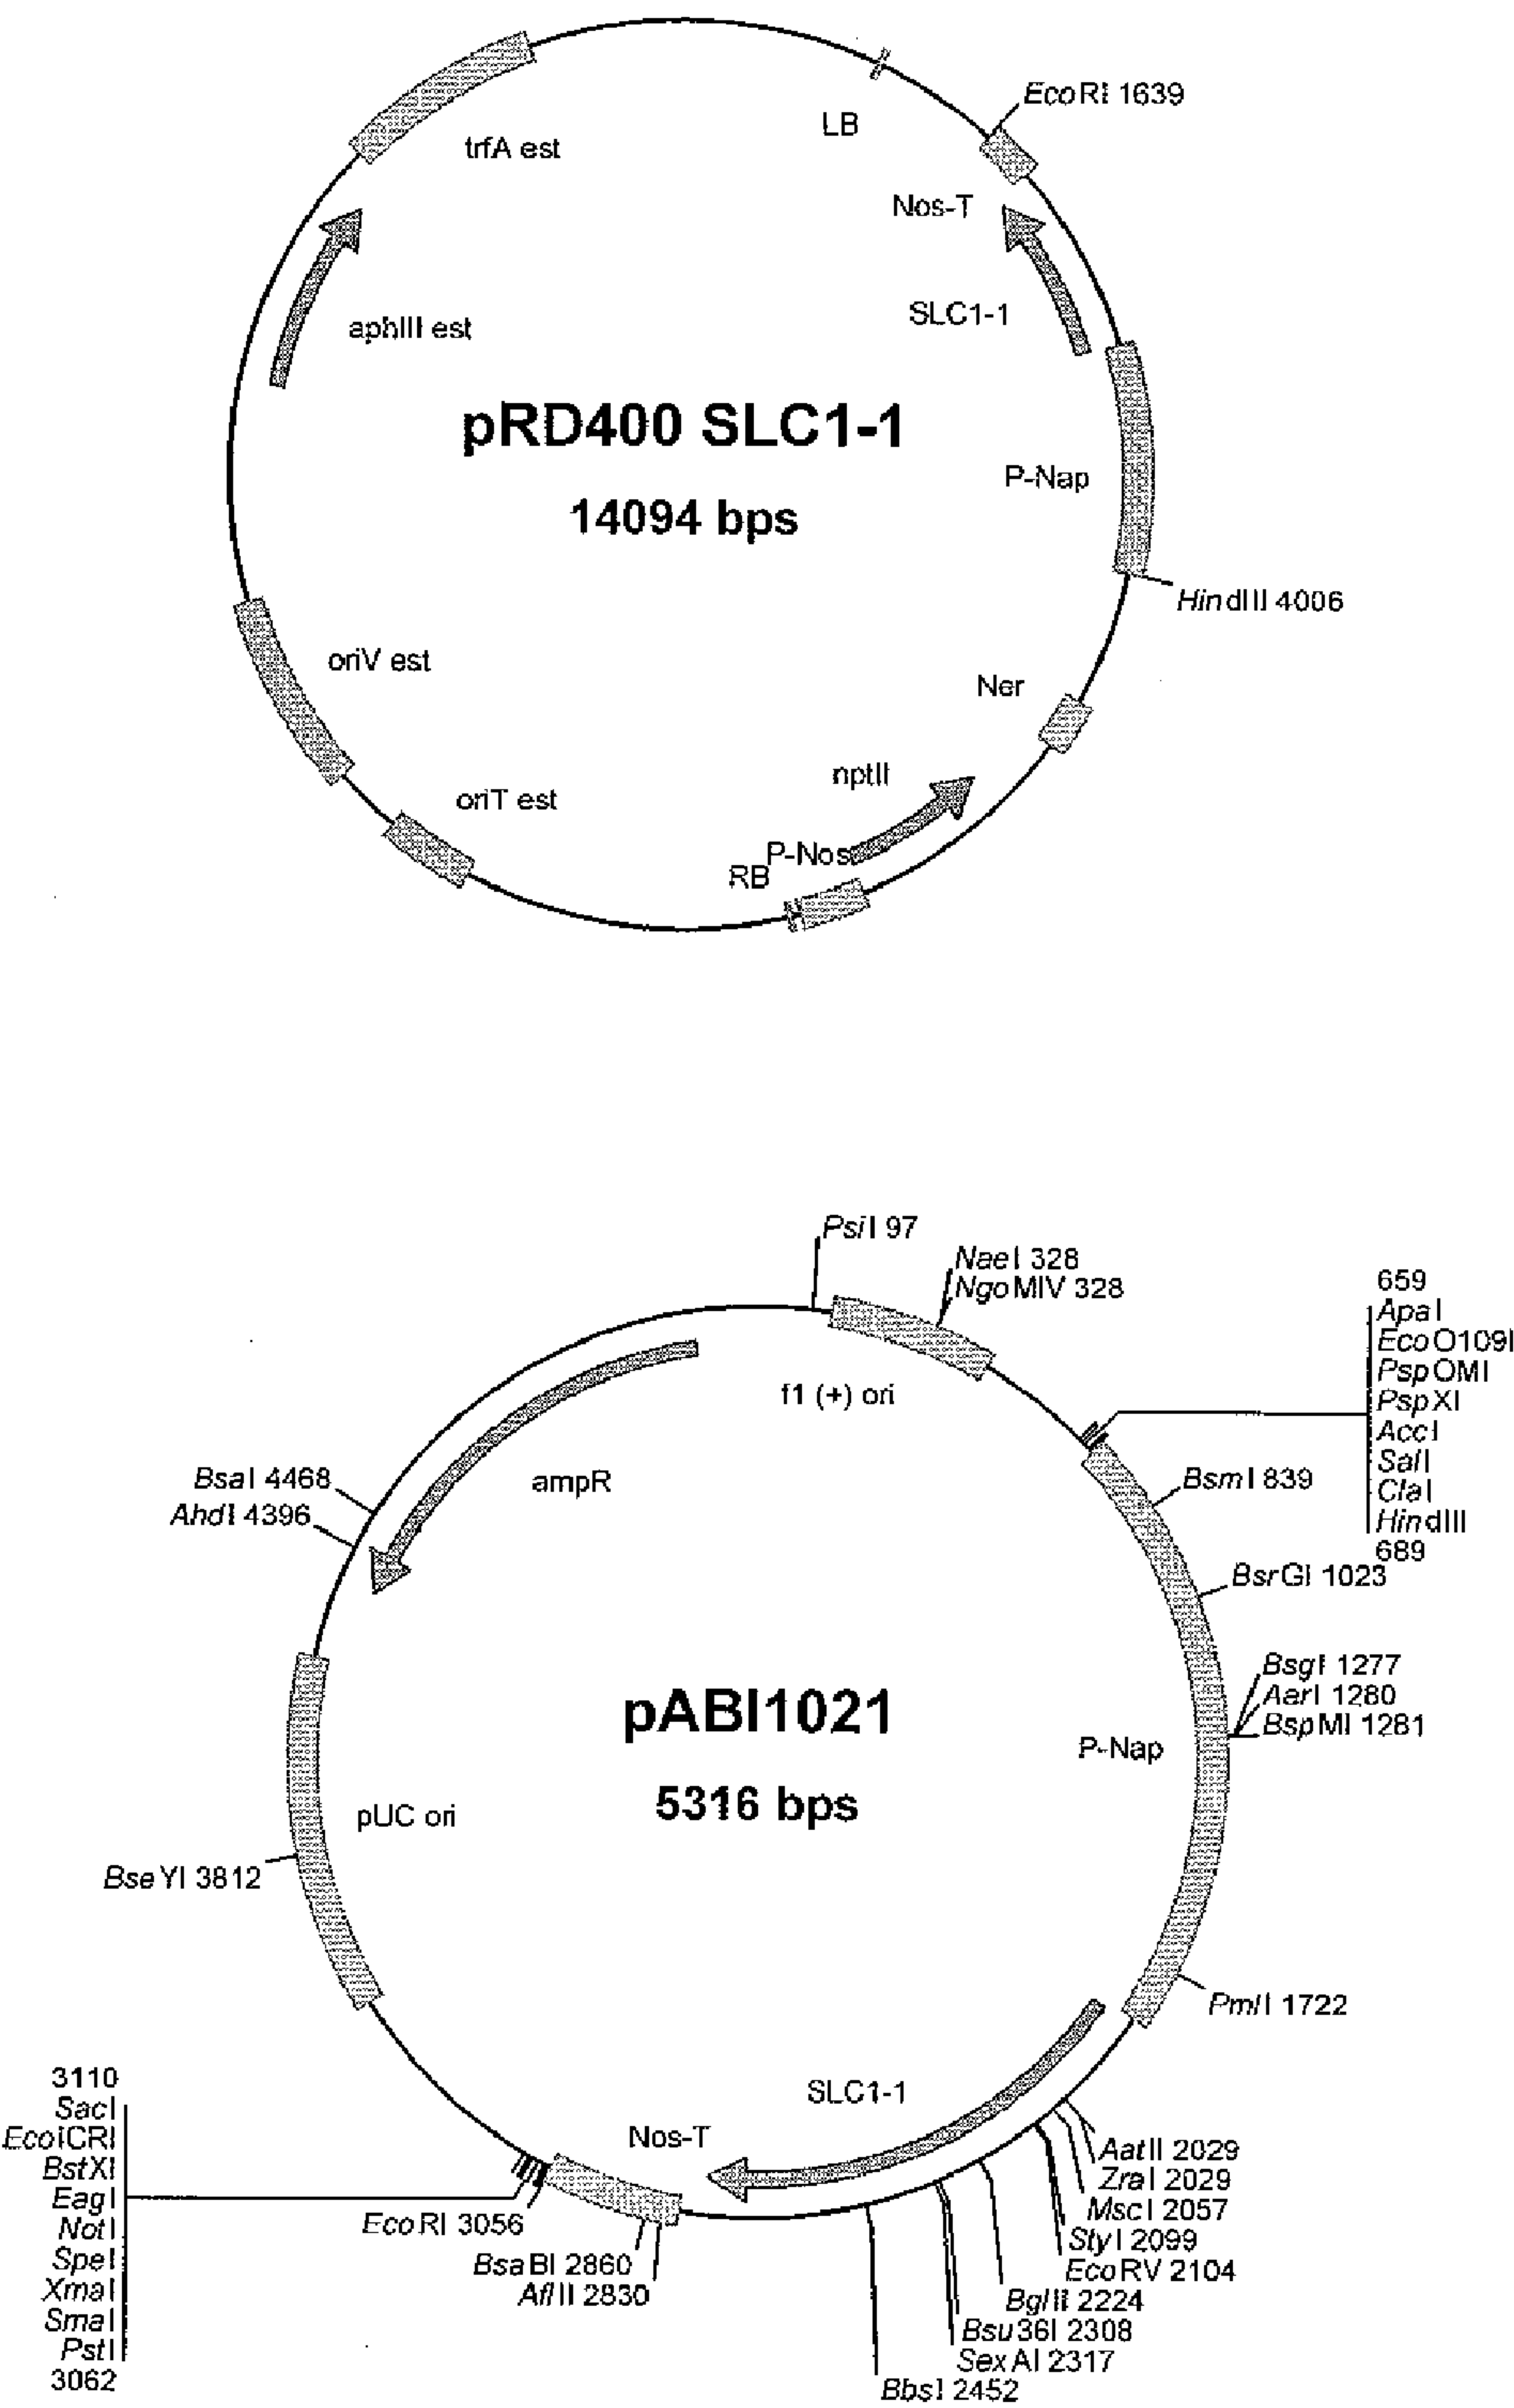 EcoRI 1639
LB
trfA est
Nos-T
SLC1-1
aphIII est
pRD400 SLC1-1
P-Nap
14094 bps
HindIII 4006
oriV est
Ner
nptII
oriT est
P-Nos
RB
PsiI 97
NaeI 328
NgoMIV 328
659
ApaI
EcoO109I
PspOMI
PspXI
AccI
SalI
ClaI
HindIII
689
f1 (+) ori
ampR
BsaI 4468
AhdI 4396
BsmI 839
BsrGI 1023
BsgI 1277
AarI 1280
BspMI 1281
pABI1021
P-Nap
5316 bps
pUC ori
BseYI 3812
PmlI 1722
SLC1-1
Nos-T
3110
SacI
EcoICRI
BstXI
EagI
NotI
SpeI
XmaI
SmaI
PstI
3062
EcoRI 3056
BsaBI 2860
AflII 2830
AatII 2029
ZraI 2029
MscI 2057
StyI 2099
EcoRV 2104
BglII 2224
Bsu36I 2308
SexAI 2317
BbsI 2452